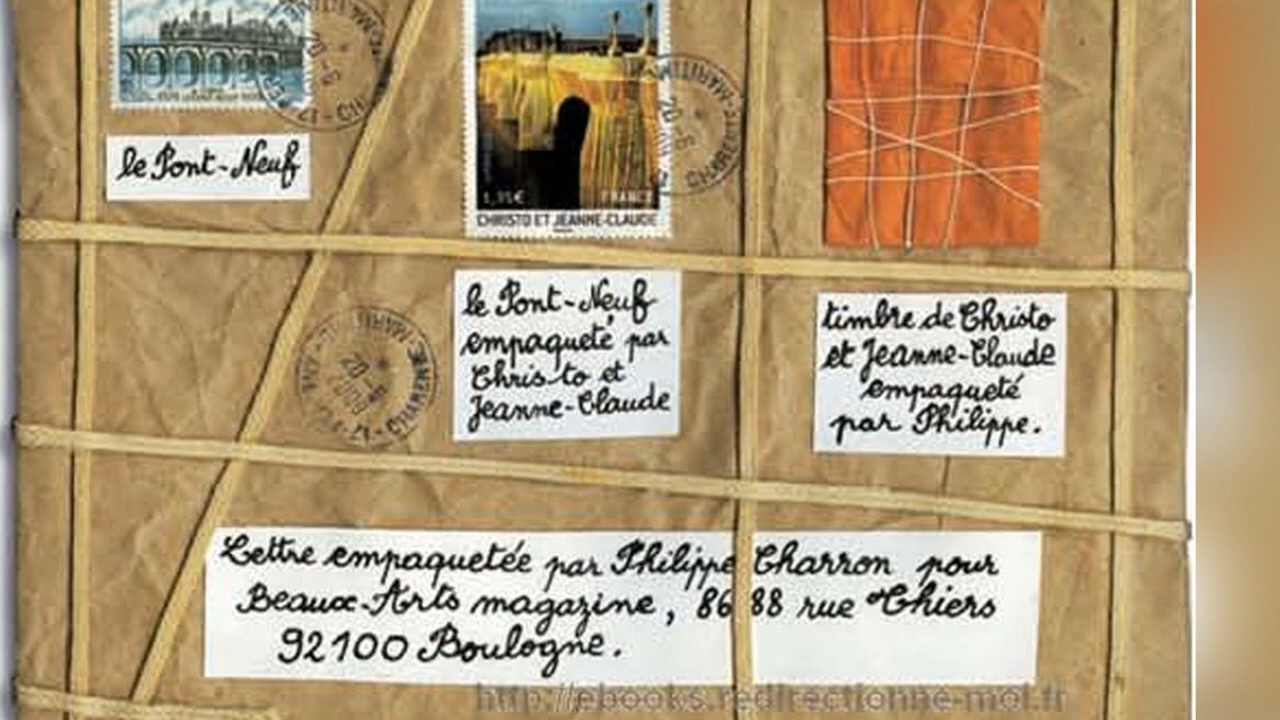 le Pont-Neuf
1,35€ FRANCE
CHRISTO ET JEANNE-CLAUDE
le Pont-Neuf
empaqueté par
Christo et
Jeanne-Claude
timbre de Christo
et Jeanne-Claude
empaqueté
par Philippe.
Lettre empaquetée par Philippe Charron pour
Beaux-Arts magazine, 86 88 rue Thiers
92100 Boulogne.
http://ebooks.redirectionne-moi.fr